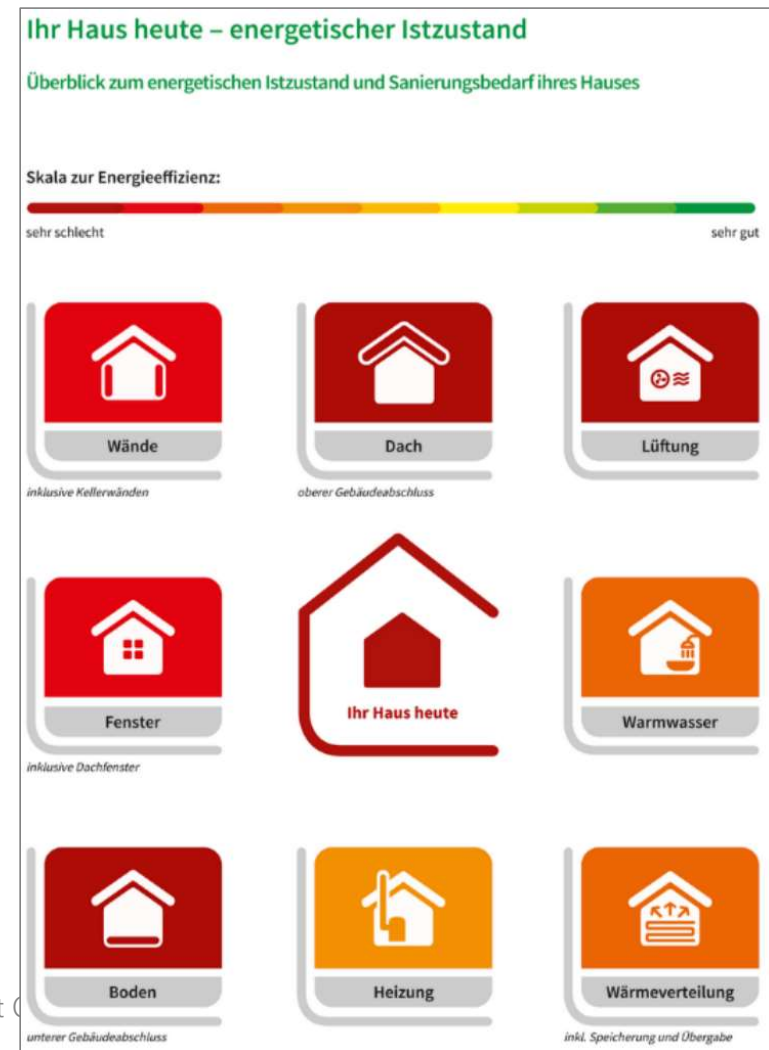 Ihr Haus heute – energetischer Istzustand
Überblick zum energetischen Istzustand und Sanierungsbedarf ihres Hauses
Skala zur Energieeffizienz:
sehr schlecht
sehr gut
Wände
Dach
Lüftung
inklusive Kellerwänden
oberer Gebäudeabschluss
Fenster
Ihr Haus heute
Warmwasser
inklusive Dachfenster
Boden
Heizung
Wärmeverteilung
unterer Gebäudeabschluss
inkl. Speicherung und Übergabe